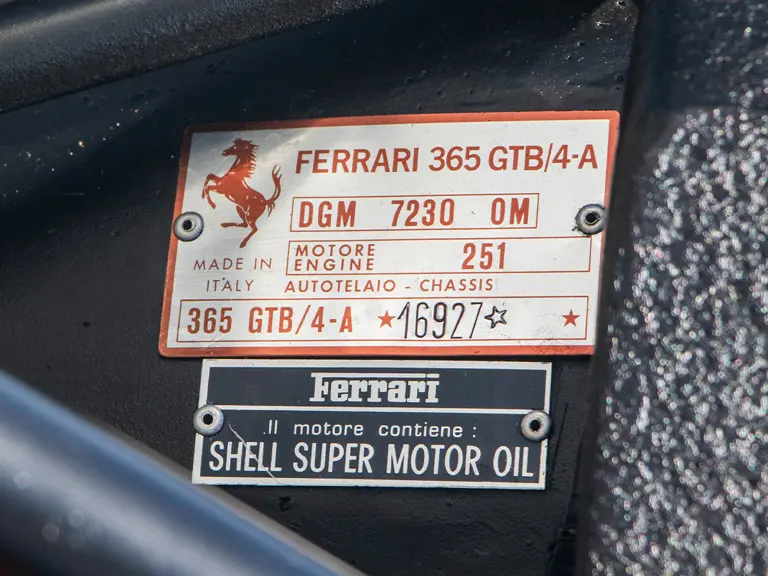 FERRARI 365 GTB/4-A
DGM 7230 OM
MOTORE
ENGINE 251
MADE IN
ITALY
AUTOTELAIO - CHASSIS
365 GTB/4-A ★16927☆ ★
Ferrari
Il motore contiene :
SHELL SUPER MOTOR OIL